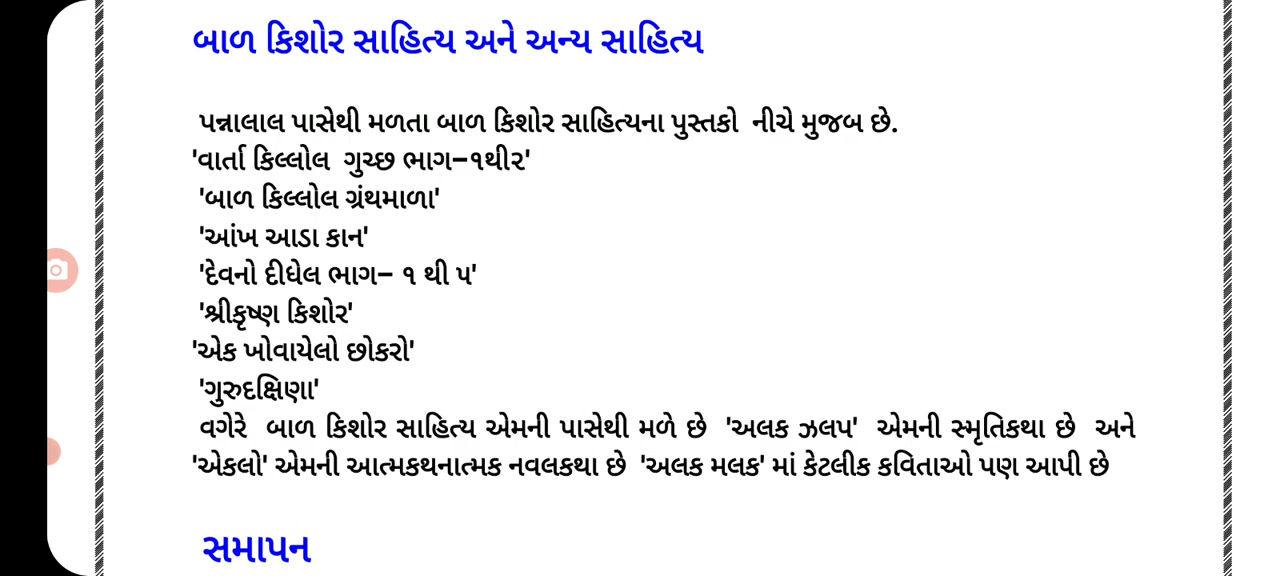 બાળ કિશોર સાહિત્ય અને અન્ય સાહિત્ય
પન્નાલાલ પાસેથી મળતા બાળ કિશોર સાહિત્યના પુસ્તકો નીચે મુજબ છે.
'વાર્તા કિલ્લોલ ગુચ્છ ભાગ–૧થી૨'
'બાળ કિલ્લોલ ગ્રંથમાળા'
'આંખ આડા કાન'
'દેવનો દીધેલ ભાગ– ૧ થી ૫'
'શ્રીકૃષ્ણ કિશોર'
'એક ખોવાયેલો છોકરો'
'ગુરુદક્ષિણા'
વગેરે બાળ કિશોર સાહિત્ય એમની પાસેથી મળે છે 'અલક ઝલપ' એમની સ્મૃતિકથા છે અને
'એકલો' એમની આત્મકથનાત્મક નવલકથા છે 'અલક મલક' માં કેટલીક કવિતાઓ પણ આપી છે
સમાપન